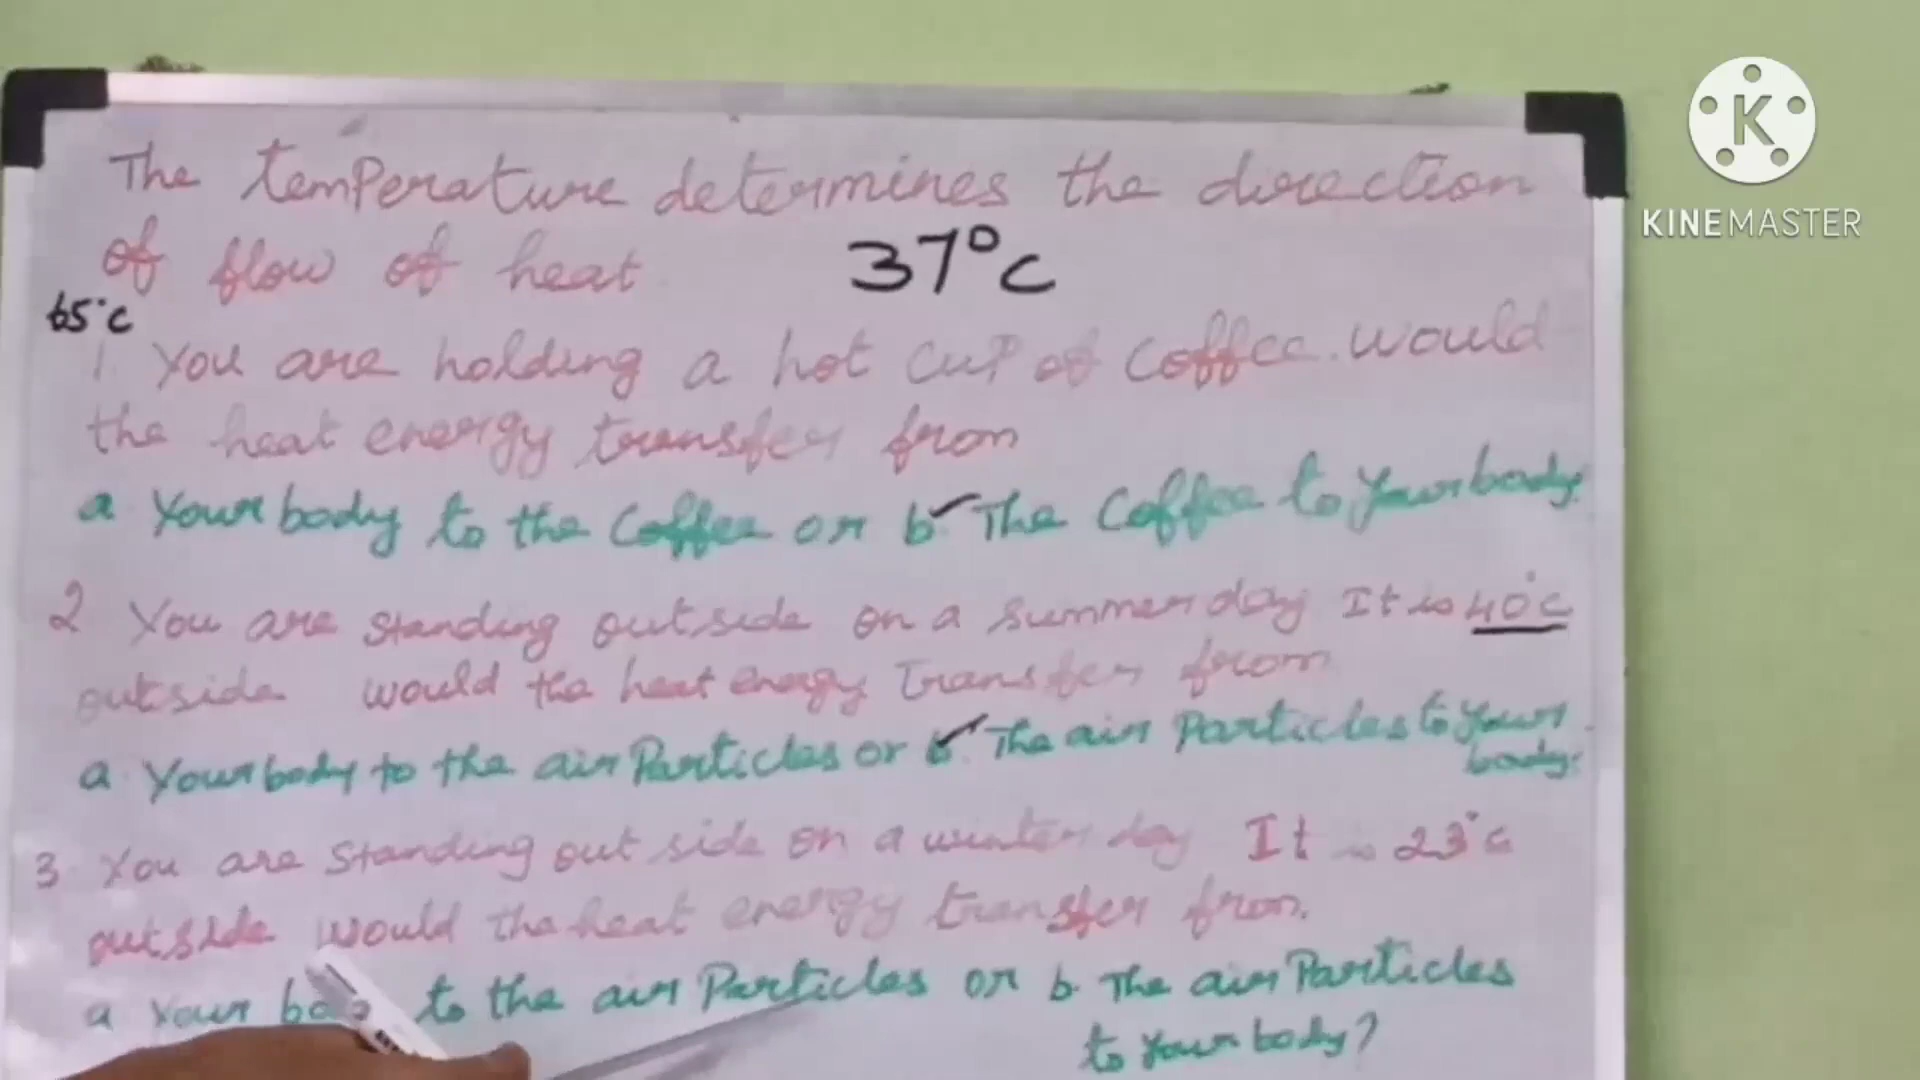 The temperature determines the direction
of flow of heat 37°C
65°C
1. You are holding a hot cup of coffee. would
the heat energy transfer from
a Your body to the coffee or b. The coffee to your body.
2 You are standing outside on a summer day It is 40°C
outside would the heat energy Transfer from
a. Your body to the air Particles or b. The air Particles to your
body.
3 You are standing out side on a winter day It is 23°C
outside would the heat energy transfer from.
a Your body to the air Particles or b. The air Particles
to your body?
K
KINEMASTER